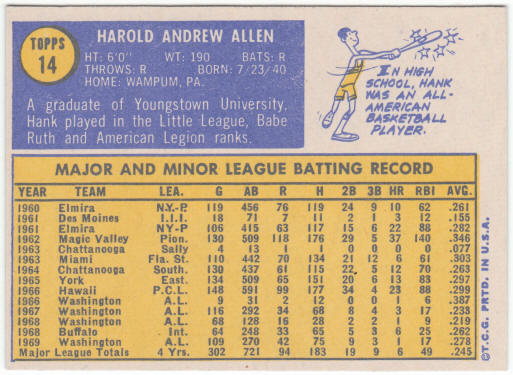 TOPPS
14
HAROLD ANDREW ALLEN
HT: 6'0" WT: 190 BATS: R
THROWS: R BORN: 7/23/40
HOME: WAMPUM, PA.
A graduate of Youngstown University,
Hank played in the Little League, Babe
Ruth and American Legion ranks.
IN HIGH
SCHOOL, HANK
WAS AN ALL-
AMERICAN
BASKETBALL
PLAYER.
MAJOR AND MINOR LEAGUE BATTING RECORD
YEAR TEAM LEA. G AB R H 2B 3B HR RBI AVG.
1960 Elmira N.Y.-P. 119 456 76 119 24 9 10 62 .261
1961 Des Moines I.I.I. 18 71 7 11 2 1 3 12 .155
1961 Elmira NY-P 106 415 63 117 15 6 22 88 .282
1962 Magic Valley Pion. 130 509 118 176 29 5 37 140 .346
1963 Chattanooga Sally 4 13 1 1 0 0 0 0 .077
1963 Miami Fla. St. 110 442 70 134 21 12 6 61 .303
1964 Chattanooga South. 130 437 61 115 22 5 12 70 .263
1965 York East. 134 509 65 151 20 6 13 83 .297
1966 Hawaii P.C.L. 148 591 99 177 34 4 23 88 .299
1966 Washington A.L. 9 31 2 12 0 0 1 6 .387
1967 Washington A.L. 116 292 34 68 8 4 3 17 .233
1968 Washington A.L. 68 128 16 28 2 2 1 9 .219
1968 Buffalo Int. 64 248 33 65 5 3 6 25 .262
1969 Washington A.L. 109 270 42 75 9 3 1 17 .278
Major League Totals 4 Yrs. 302 721 94 183 19 9 6 49 .245
©T.C.G. PRTD. IN U.S.A.